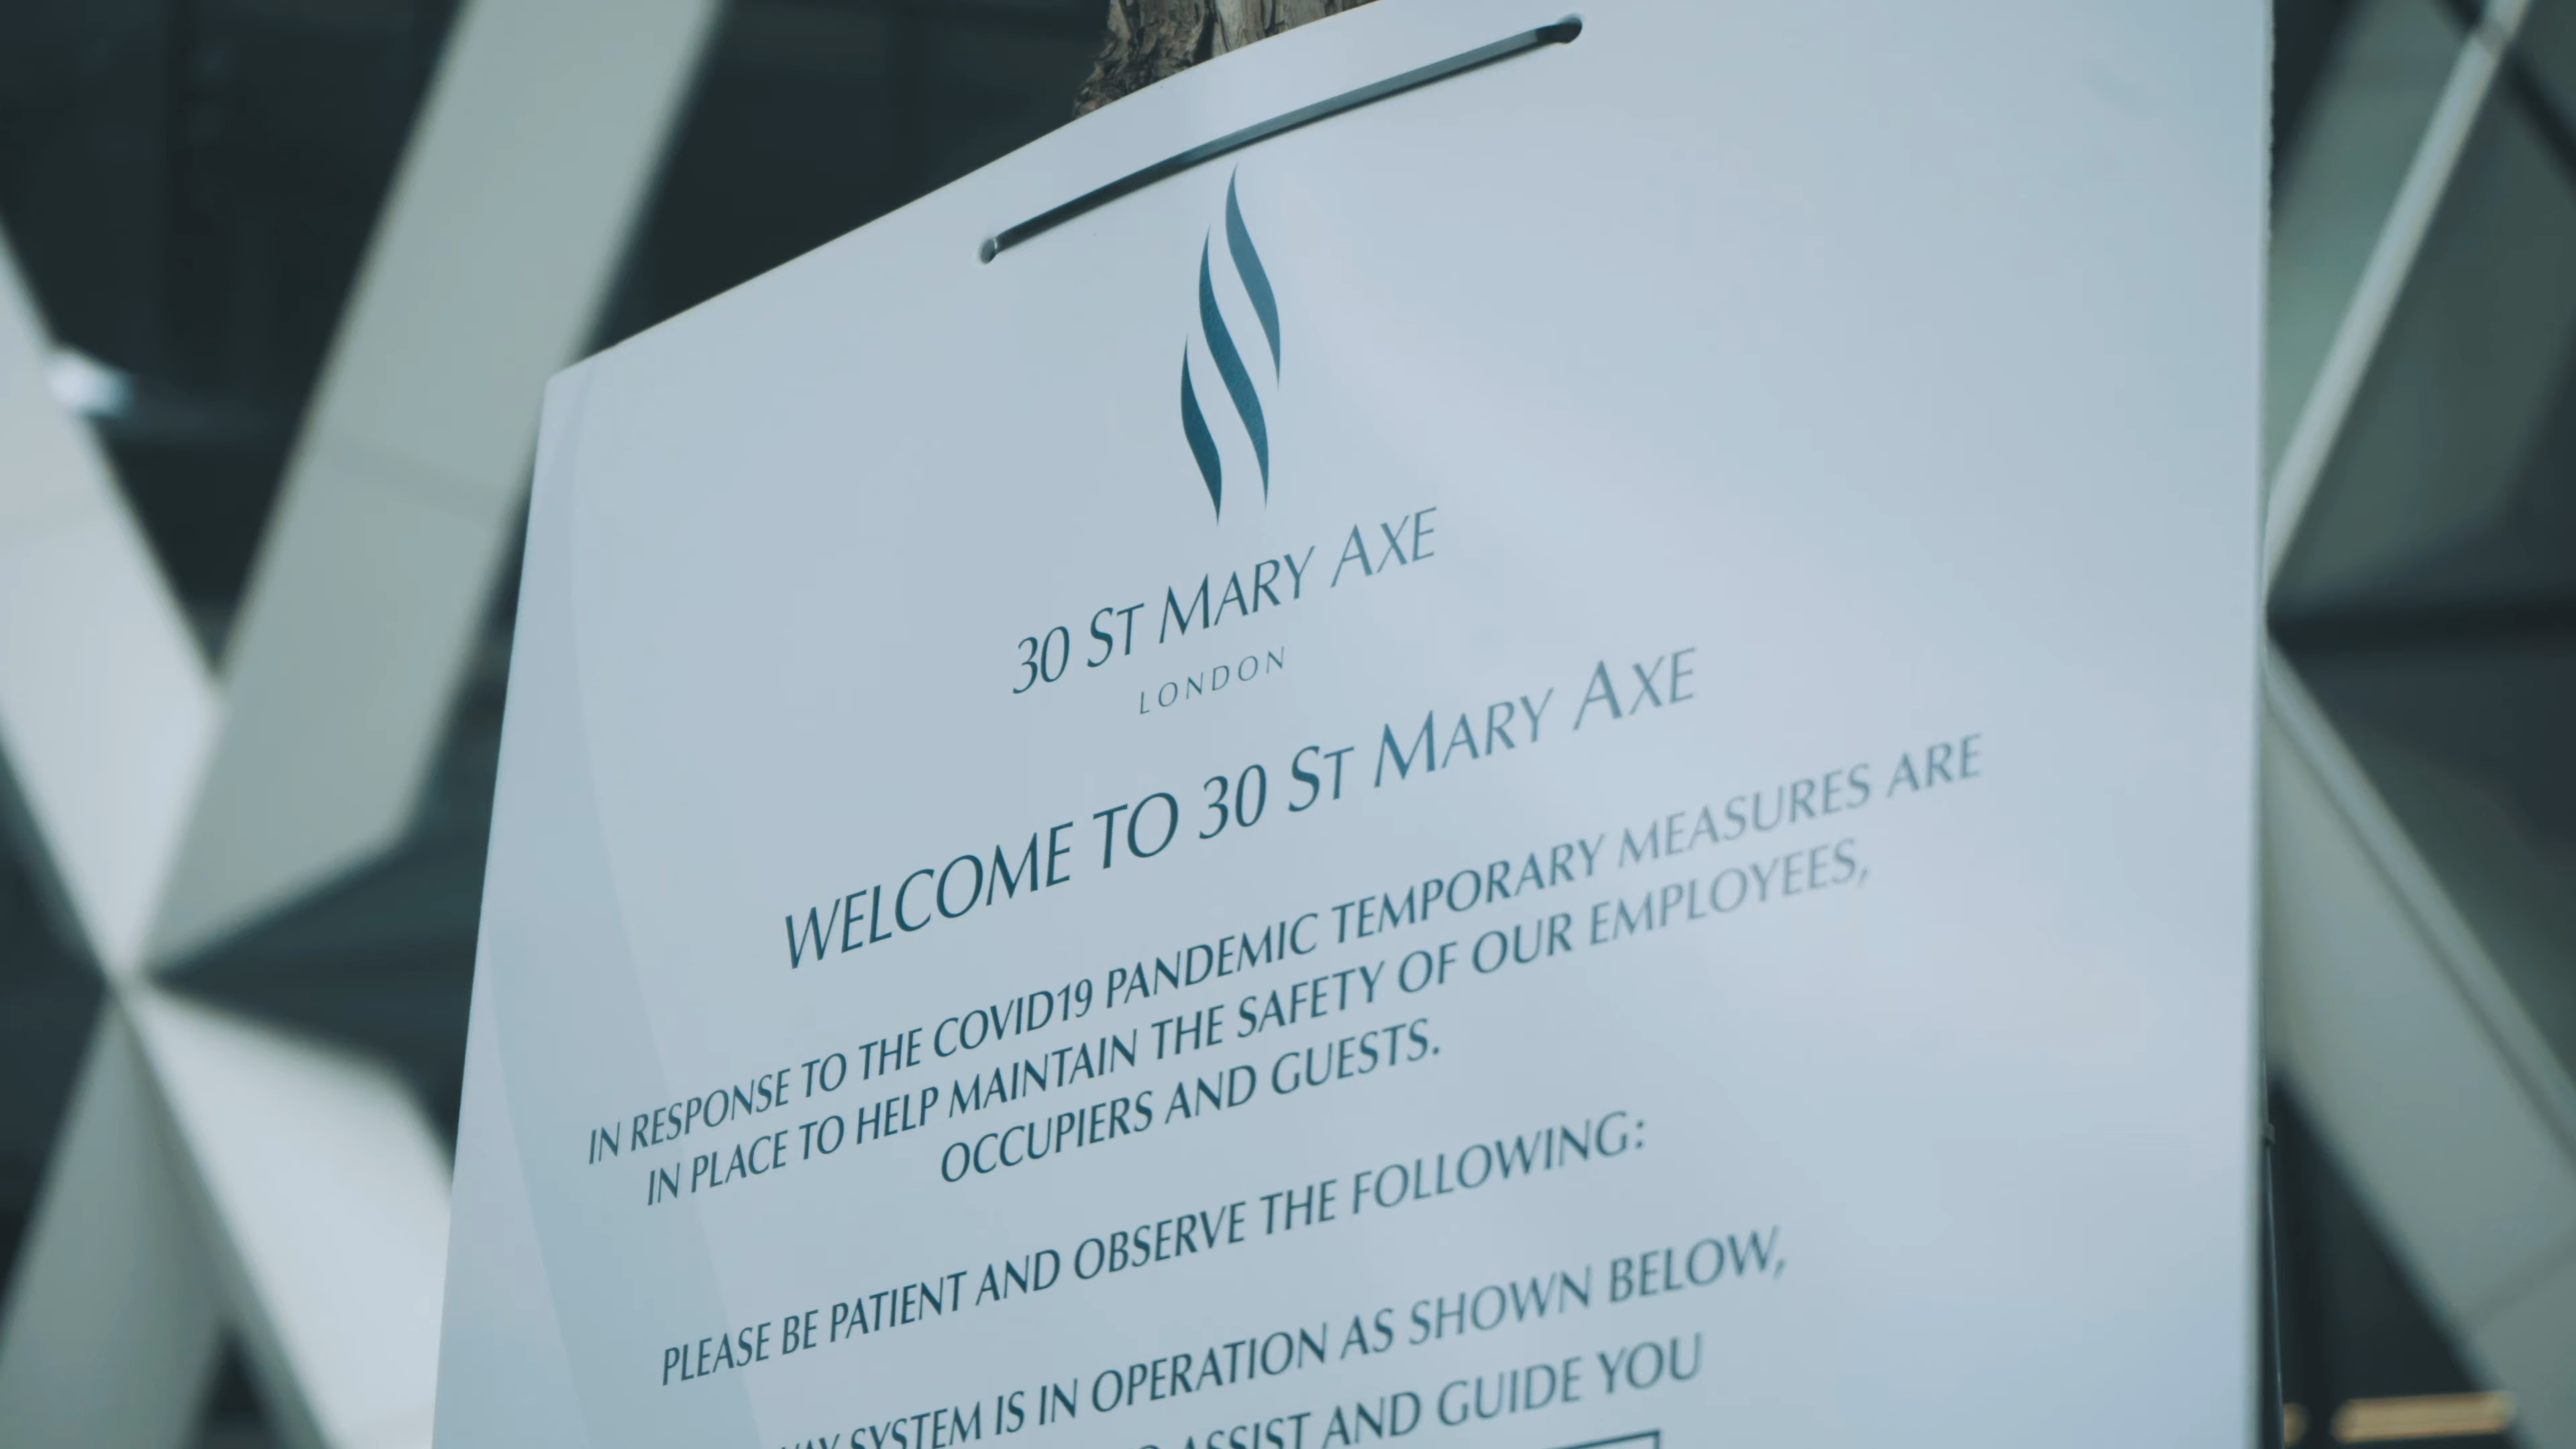 30 ST MARY AXE
LONDON
WELCOME TO 30 ST MARY AXE
IN RESPONSE TO THE COVID19 PANDEMIC TEMPORARY MEASURES ARE
IN PLACE TO HELP MAINTAIN THE SAFETY OF OUR EMPLOYEES,
OCCUPIERS AND GUESTS.
PLEASE BE PATIENT AND OBSERVE THE FOLLOWING:
SYSTEM IS IN OPERATION AS SHOWN BELOW,
ASSIST AND GUIDE YOU